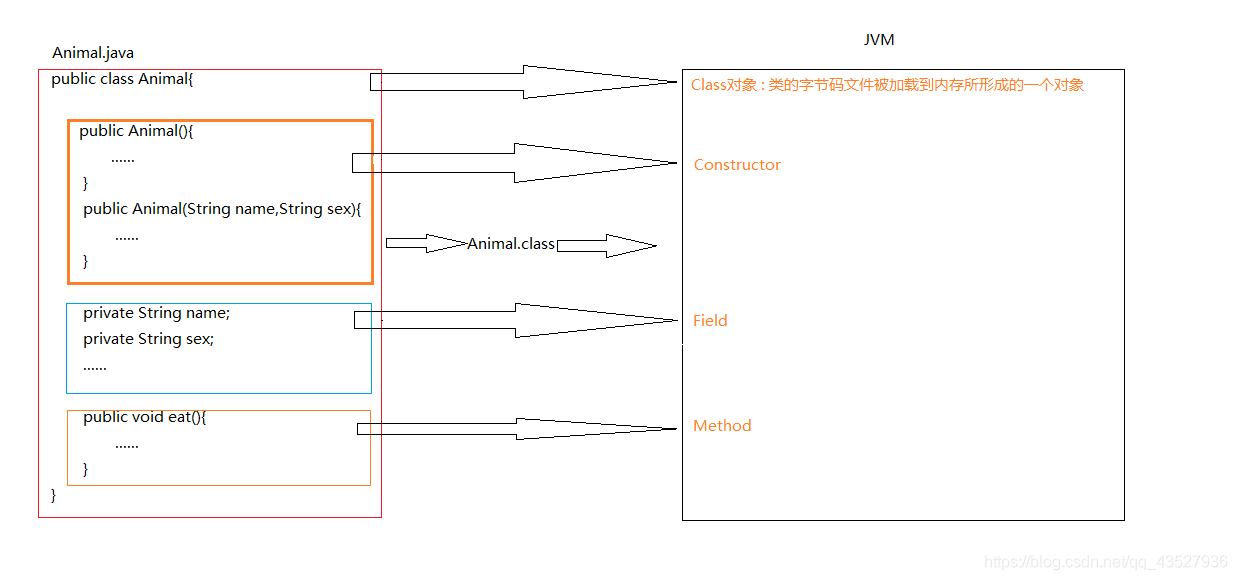 JVM
Animal.java
public class Animal{
Class对象 : 类的字节码文件被加载到内存所形成的一个对象
public Animal(){
......
}
Constructor
public Animal(String name,String sex){
......
}
Animal.class
private String name;
private String sex;
......
Field
public void eat(){
......
}
Method
}
https://blog.csdn.net/qq_43527936